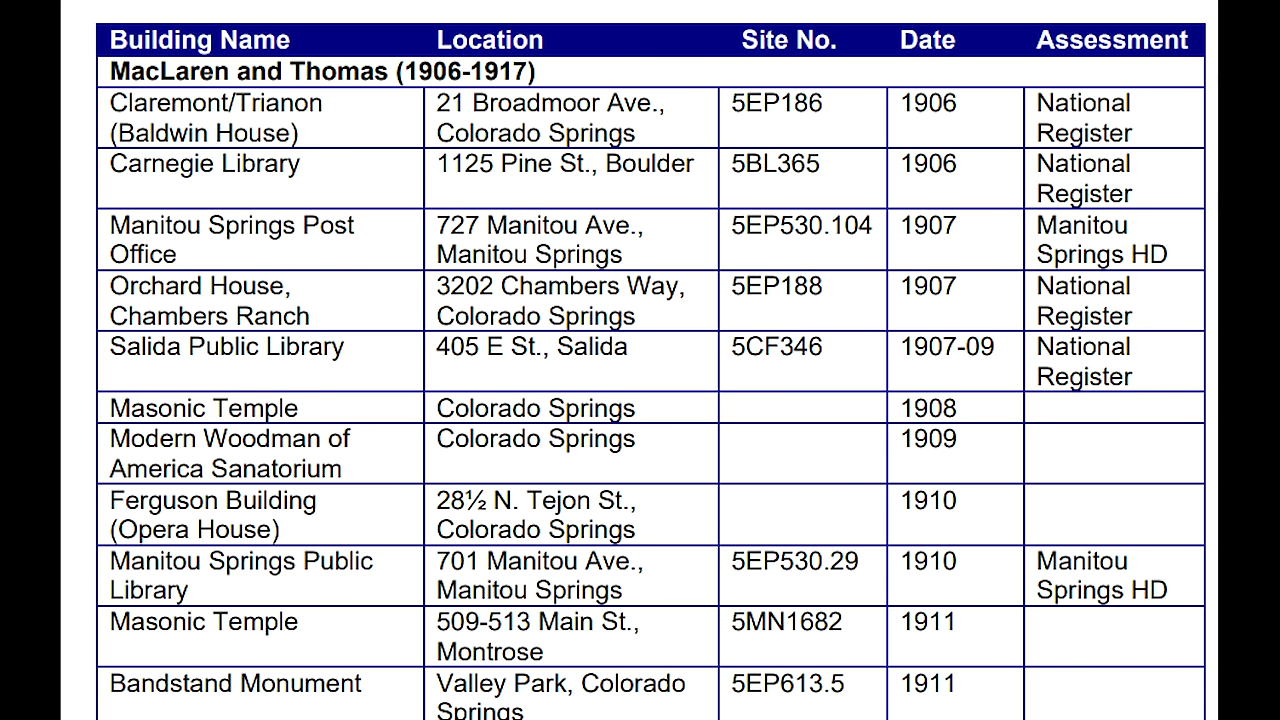 Building Name Location Site No. Date Assessment
MacLaren and Thomas (1906-1917)
Claremont/Trianon 21 Broadmoor Ave., 5EP186 1906 National
(Baldwin House) Colorado Springs Register
Carnegie Library 1125 Pine St., Boulder 5BL365 1906 National
Register
Manitou Springs Post 727 Manitou Ave., 5EP530.104 1907 Manitou
Office Manitou Springs Springs HD
Orchard House, 3202 Chambers Way, 5EP188 1907 National
Chambers Ranch Colorado Springs Register
Salida Public Library 405 E St., Salida 5CF346 1907-09 National
Register
Masonic Temple Colorado Springs 1908
Modern Woodman of Colorado Springs 1909
America Sanatorium
Ferguson Building 28½ N. Tejon St., 1910
(Opera House) Colorado Springs
Manitou Springs Public 701 Manitou Ave., 5EP530.29 1910 Manitou
Library Manitou Springs Springs HD
Masonic Temple 509-513 Main St., 5MN1682 1911
Montrose
Bandstand Monument Valley Park, Colorado 5EP613.5 1911
Springs